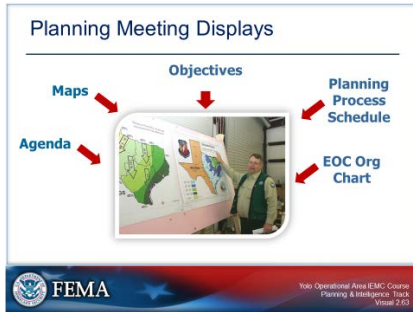 Planning Meeting Displays
Objectives
Maps
Planning
Process
Schedule
Agenda
EOC Org
Chart
FEMA
Yolo Operational Area IEMC Course
Planning & Intelligence Track
Visual 2.63